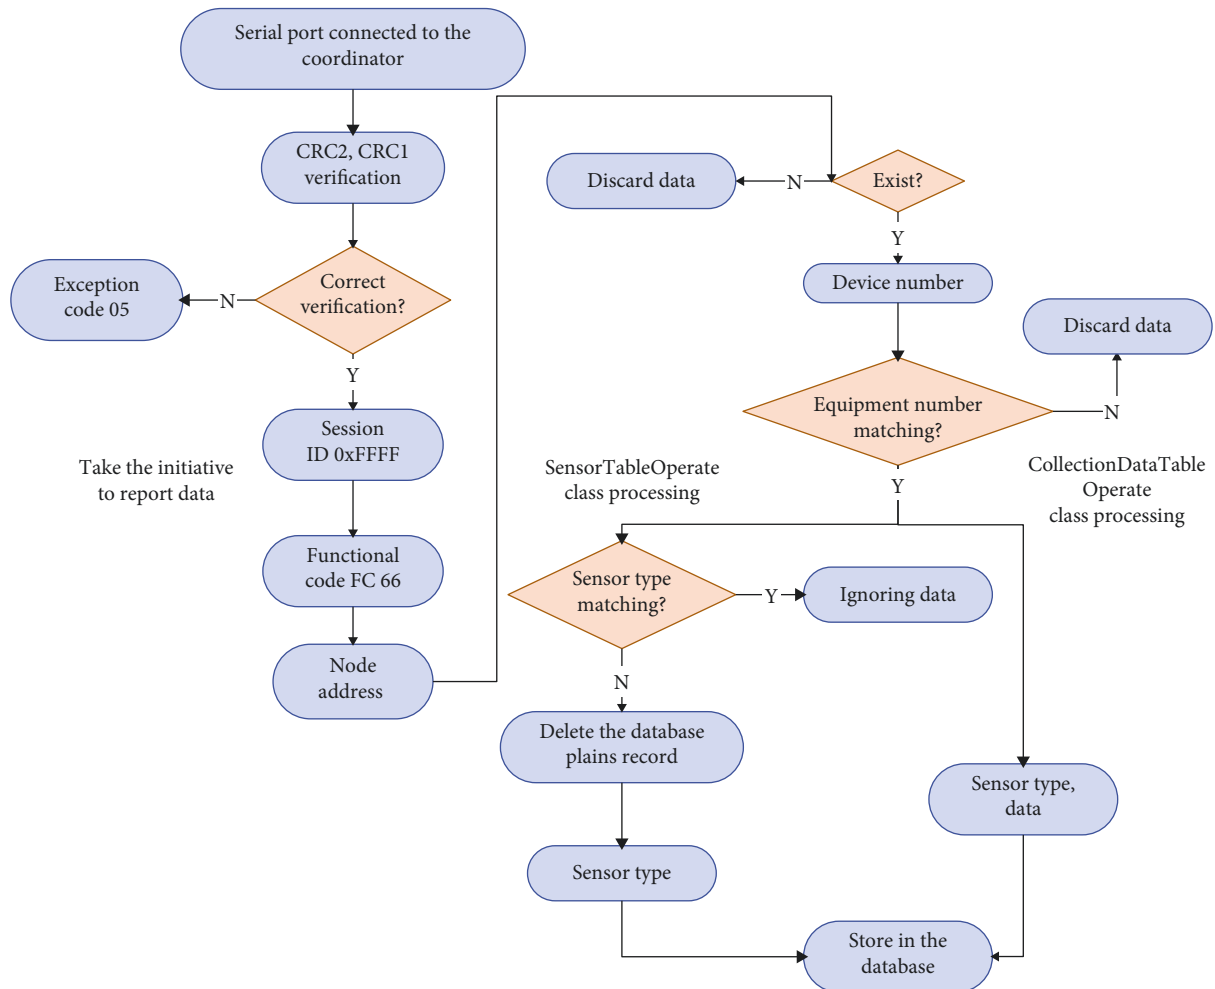 Serial port connected to the
coordinator
CRC2, CRC1
verification
Correct
verification?
N
Exception
code 05
Y
Session
ID 0xFFFF
Take the initiative
to report data
Functional
code FC 66
Node
address
Exist?
N
Discard data
Y
Device number
Equipment number
matching?
N
Discard data
Y
SensorTableOperate
class processing
CollectionDataTable
Operate
class processing
Sensor type
matching?
Y
Ignoring data
N
Delete the database
plains record
Sensor type
Sensor type,
data
Store in the
database